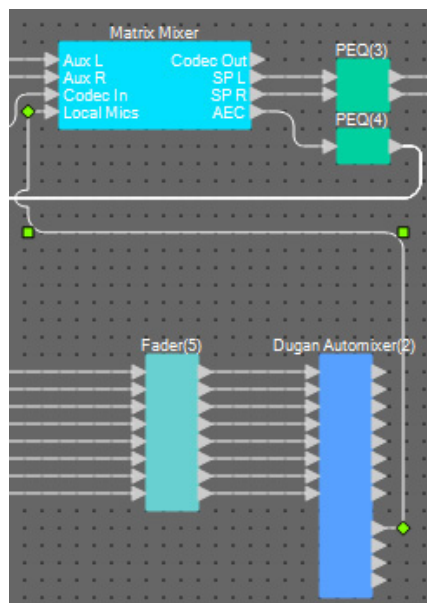 Matrix Mixer
PEQ(3)
Aux L Codec Out
Aux R SP L
Codec In SP R
Local Mics AEC
PEQ(4)
Fader(5) Dugan Automixer(2)